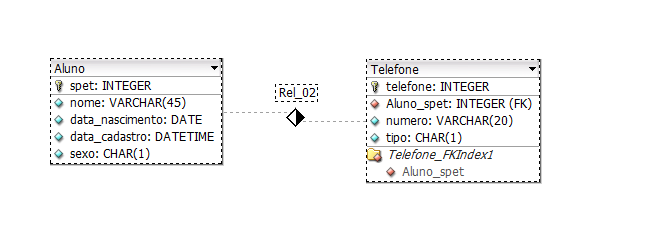 Aluno
spet: INTEGER
nome: VARCHAR(45)
data_nascimento: DATE
data_cadastro: DATETIME
sexo: CHAR(1)
Rel_02
Telefone
telefone: INTEGER
Aluno_spet: INTEGER (FK)
numero: VARCHAR(20)
tipo: CHAR(1)
Telefone_FKIndex1
Aluno_spet